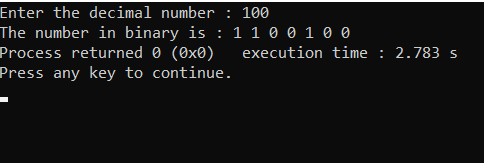 Enter the decimal number : 100
The number in binary is : 1 1 0 0 1 0 0
Process returned 0 (0x0)   execution time : 2.783 s
Press any key to continue.